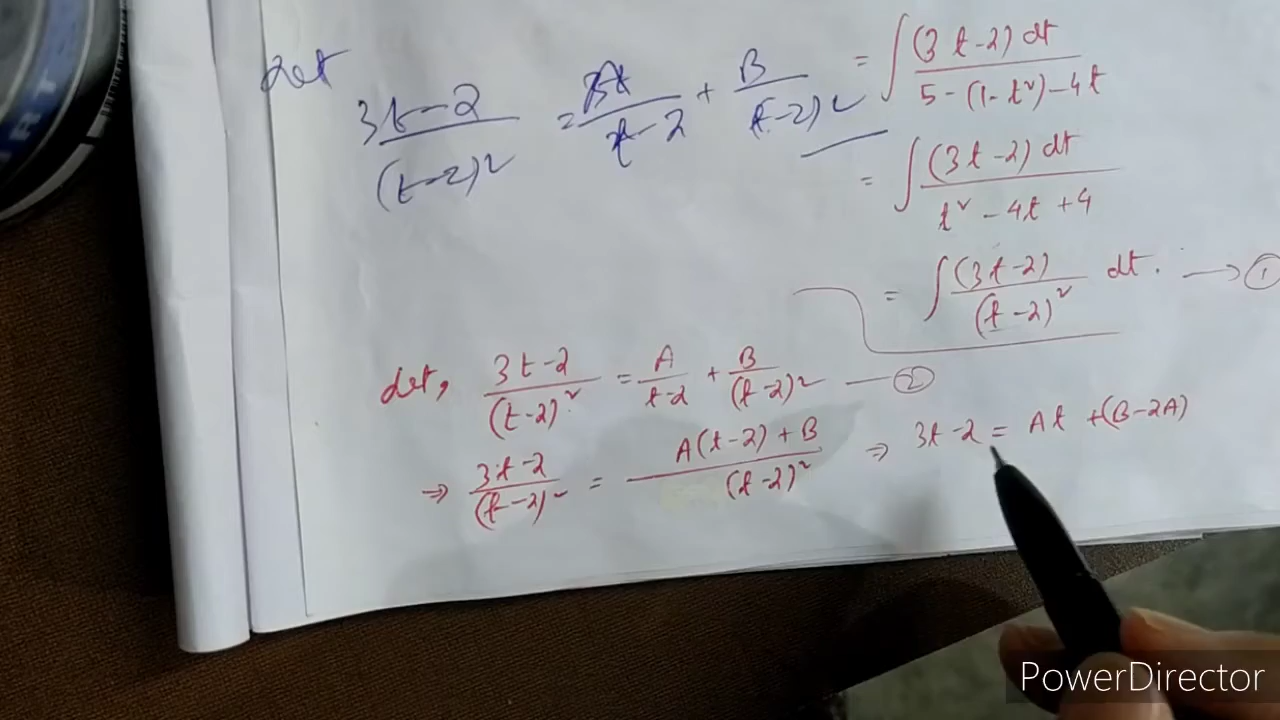 Let
3t-2/(t-2)² = At/t-2 + B/(t-2)²
= ∫ (3t-2) dt / 5-(1-t²)-4t
= ∫ (3t-2) dt / t²-4t+4
= ∫ (3t-2)/(t-2)² dt. → ①
Let, 3t-2/(t-2)² = A/t-2 + B/(t-2)² — ②
⇒ 3t-2/(t-2)² = A(t-2)+B/(t-2)² ⇒ 3t-2 = At+(B-2A)
PowerDirector